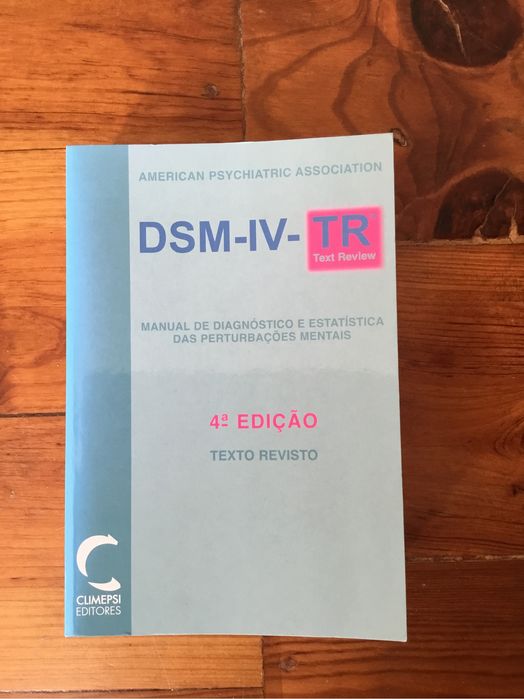 AMERICAN PSYCHIATRIC ASSOCIATION
DSM-IV-TR
Text Review
MANUAL DE DIAGNÓSTICO E ESTATÍSTICA
DAS PERTURBAÇÕES MENTAIS
4ª EDIÇÃO
TEXTO REVISTO
CLIMEPSI
EDITORES